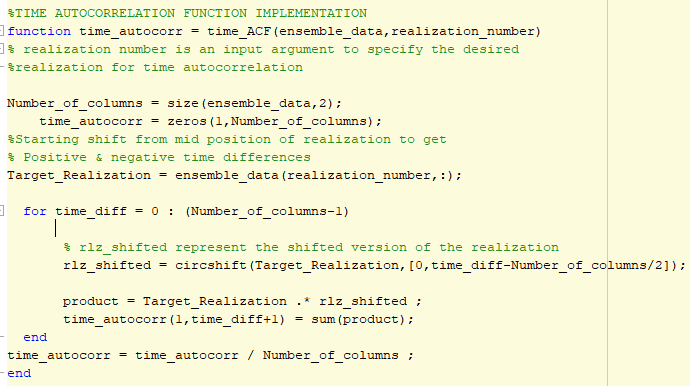 %TIME AUTOCORRELATION FUNCTION IMPLEMENTATION
function time_autocorr = time_ACF(ensemble_data,realization_number)
% realization number is an input argument to specify the desired
%realization for time autocorrelation
Number_of_columns = size(ensemble_data,2);
time_autocorr = zeros(1,Number_of_columns);
%Starting shift from mid position of realization to get
% Positive & negative time differences
Target_Realization = ensemble_data(realization_number,:);
for time_diff = 0 : (Number_of_columns-1)
% rlz_shifted represent the shifted version of the realization
rlz_shifted = circshift(Target_Realization,[0,time_diff-Number_of_columns/2]);
product = Target_Realization .* rlz_shifted ;
time_autocorr(1,time_diff+1) = sum(product);
end
time_autocorr = time_autocorr / Number_of_columns ;
end